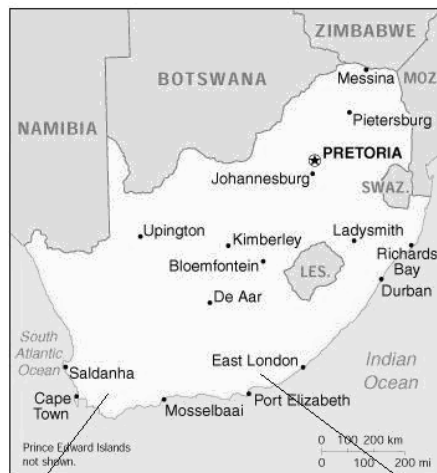 ZIMBABWE
Messina
BOTSWANA
MOZ.
NAMIBIA
Pietersburg
PRETORIA
Johannesburg
SWAZ.
Upington
Kimberley
Ladysmith
Bloemfontein
LES.
Richards
Bay
De Aar
Durban
South
Atlantic
Ocean
East London
Indian
Ocean
Saldanha
Cape
Town
Port Elizabeth
Mosselbaai
Prince Edward Islands
not shown.
0 100 200 km
0 100 200 mi